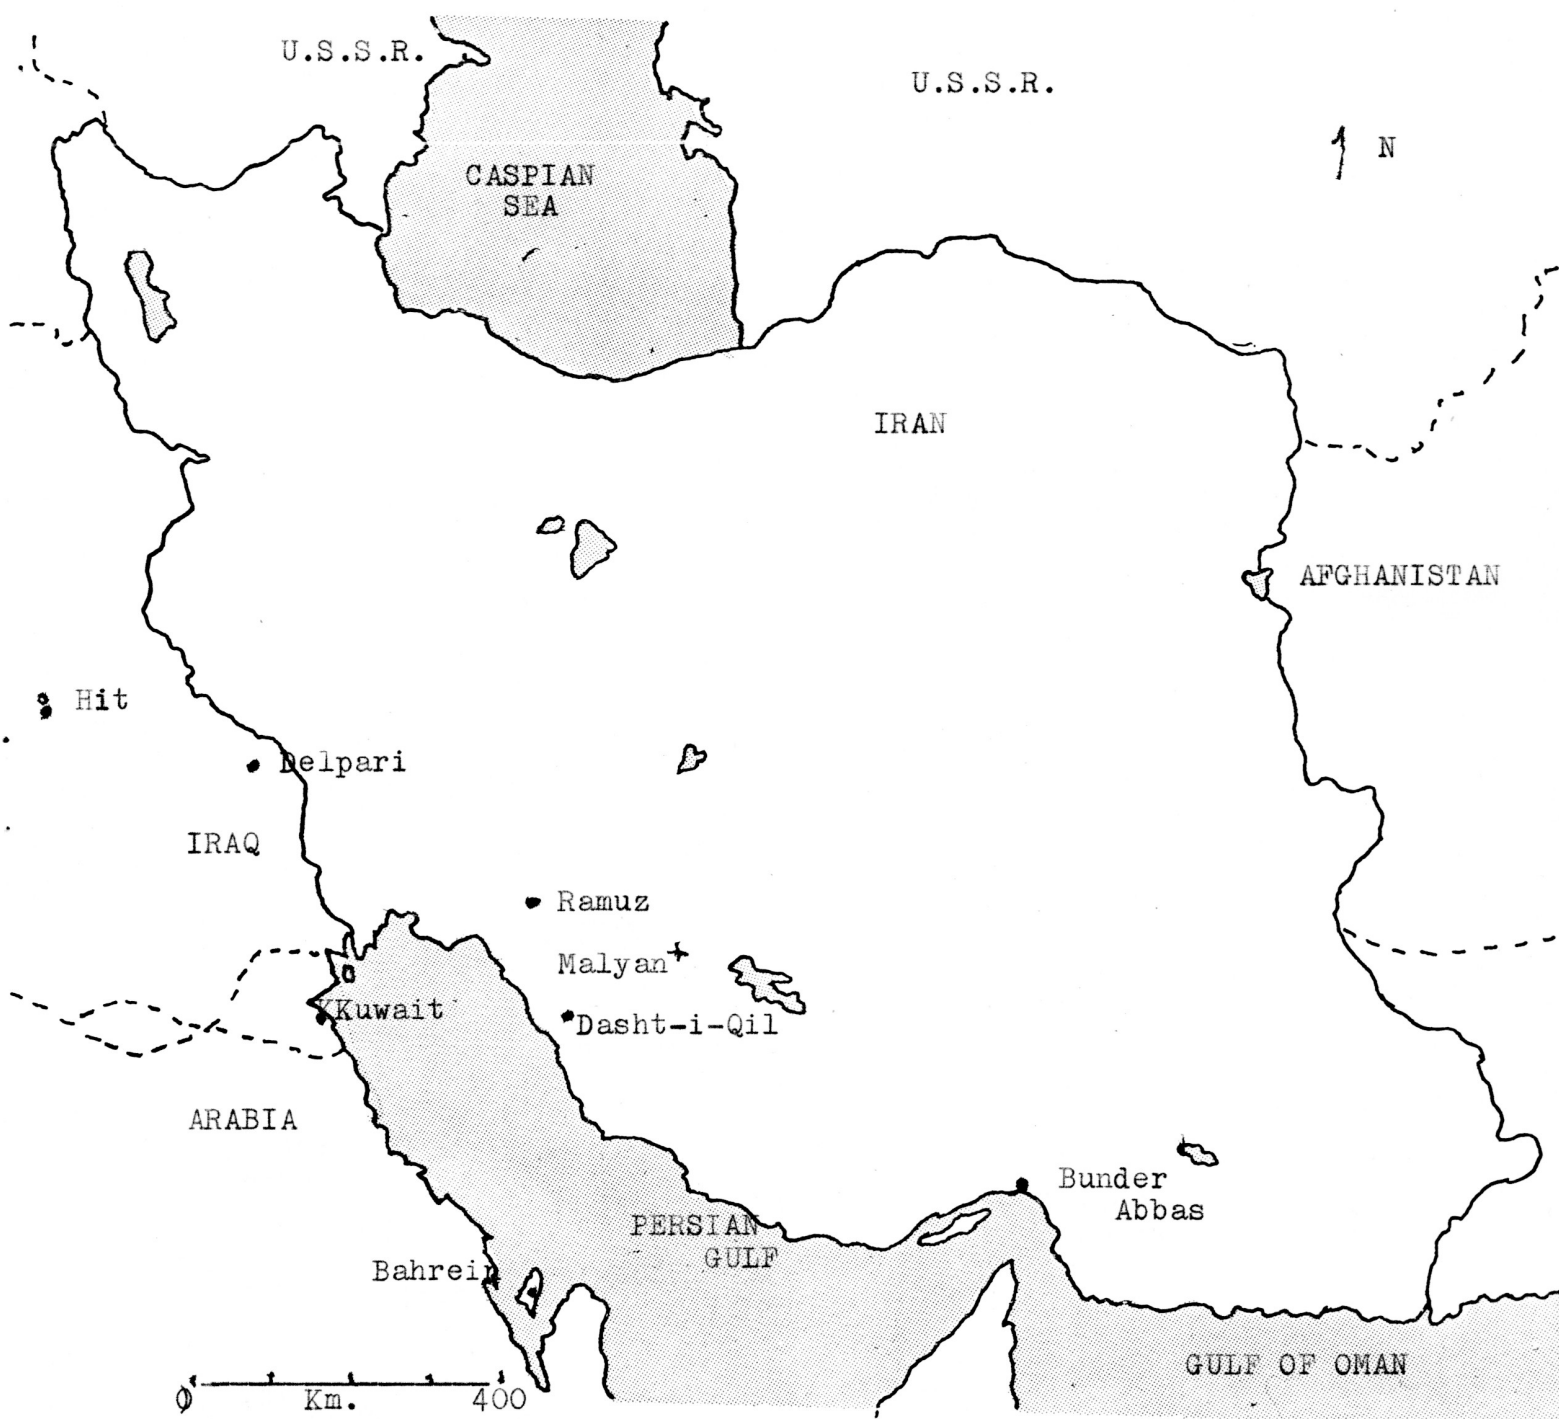 U.S.S.R.
U.S.S.R.
N
CASPIAN
SEA
IRAN
AFGHANISTAN
Hit
Delpari
IRAQ
Ramuz
Malyan
KKuwait
Dasht-i-Qil
ARABIA
Bunder
Abbas
PERSIAN
GULF
Bahrein
GULF OF OMAN
0 Km. 400